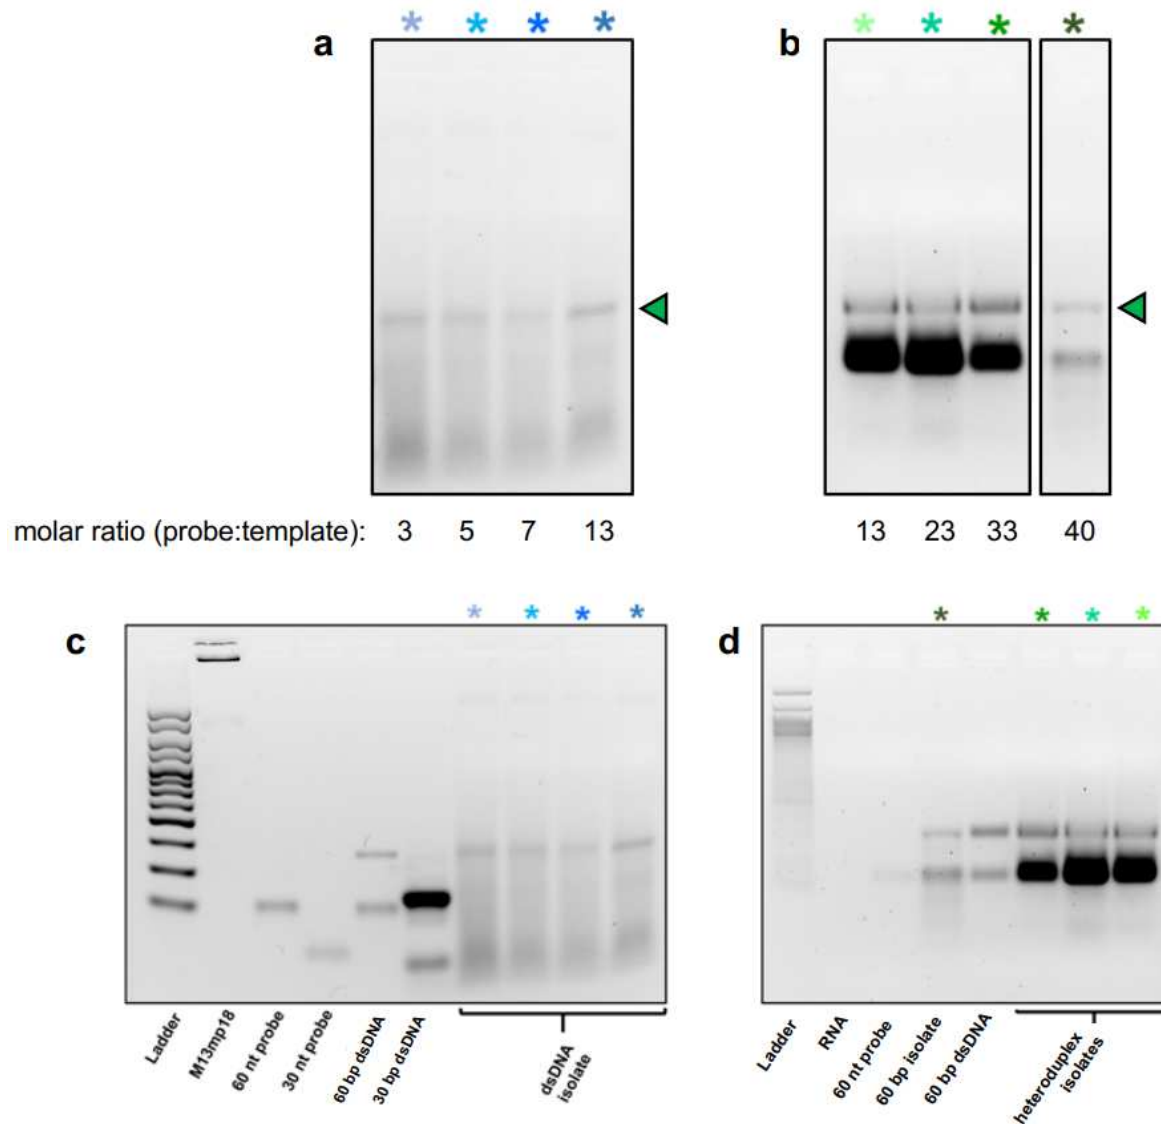 * * * *
a
* * * *
b
molar ratio (probe:template): 3 5 7 13
13 23 33 40
* * * *
c
* * * *
d
Ladder
M13mp18
60 nt probe
30 nt probe
60 bp dsDNA
30 bp dsDNA
dsDNA
isolate
Ladder
RNA
60 nt probe
60 bp isolate
60 bp dsDNA
heteroduplex
isolates